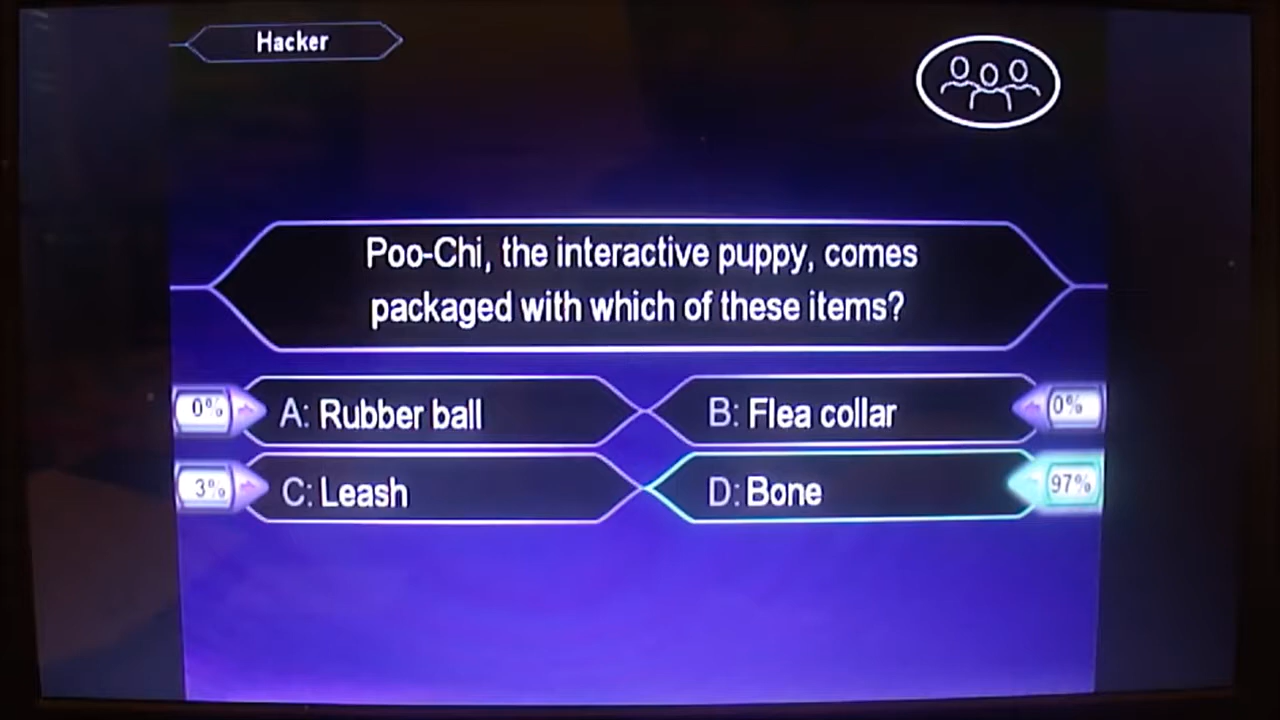 Hacker
Poo-Chi, the interactive puppy, comes
packaged with which of these items?
0% A: Rubber ball
B: Flea collar 0%
3% C: Leash
D: Bone 97%